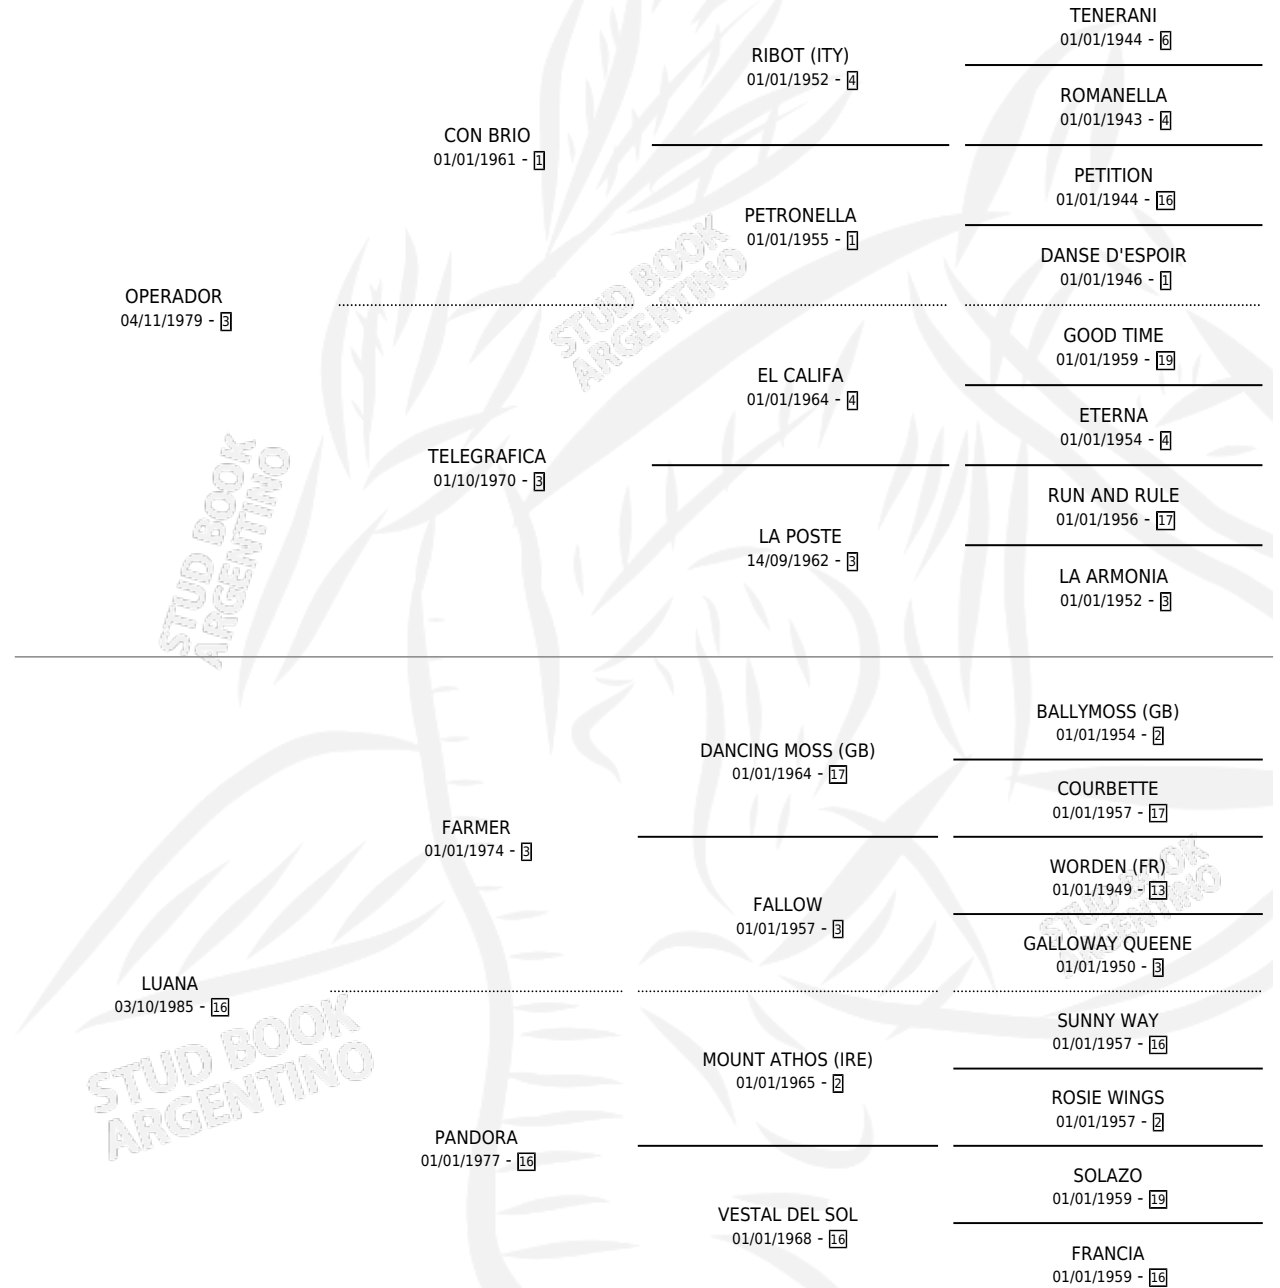 TENERANI
01/01/1944 - 6
RIBOT (ITY)
01/01/1952 - 4
ROMANELLA
01/01/1943 - 4
CON BRIO
01/01/1961 - 1
PETITION
01/01/1944 - 16
PETRONELLA
01/01/1955 - 1
DANSE D'ESPOIR
01/01/1946 - 1
OPERADOR
04/11/1979 - 3
GOOD TIME
01/01/1959 - 19
EL CALIFA
01/01/1964 - 4
ETERNA
01/01/1954 - 4
TELEGRAFICA
01/10/1970 - 3
RUN AND RULE
01/01/1956 - 17
LA POSTE
14/09/1962 - 3
LA ARMONIA
01/01/1952 - 3
BALLYMOSS (GB)
01/01/1954 - 2
DANCING MOSS (GB)
01/01/1964 - 17
COURBETTE
01/01/1957 - 17
FARMER
01/01/1974 - 3
WORDEN (FR)
01/01/1949 - 13
FALLOW
01/01/1957 - 3
GALLOWAY QUEENE
01/01/1950 - 3
LUANA
03/10/1985 - 16
SUNNY WAY
01/01/1957 - 16
MOUNT ATHOS (IRE)
01/01/1965 - 2
ROSIE WINGS
01/01/1957 - 2
PANDORA
01/01/1977 - 16
SOLAZO
01/01/1959 - 19
VESTAL DEL SOL
01/01/1968 - 16
FRANCIA
01/01/1959 - 16
STUD BOOK
ARGENTINO
STUD BOOK
ARGENTINO
STUD BOOK
ARGENTINO
STUD BOOK
ARGENTINO